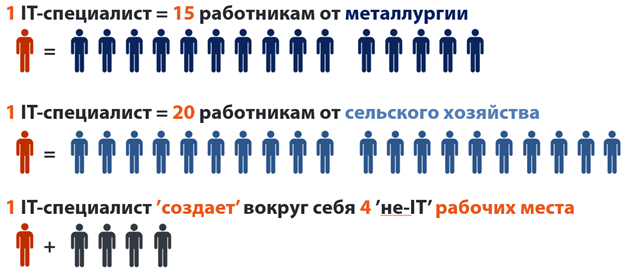 1 IT-специалист = 15 работникам от металлургии
=
1 IT-специалист = 20 работникам от сельского хозяйства
=
1 IT-специалист 'создает' вокруг себя 4 'не-IT' рабочих места
+